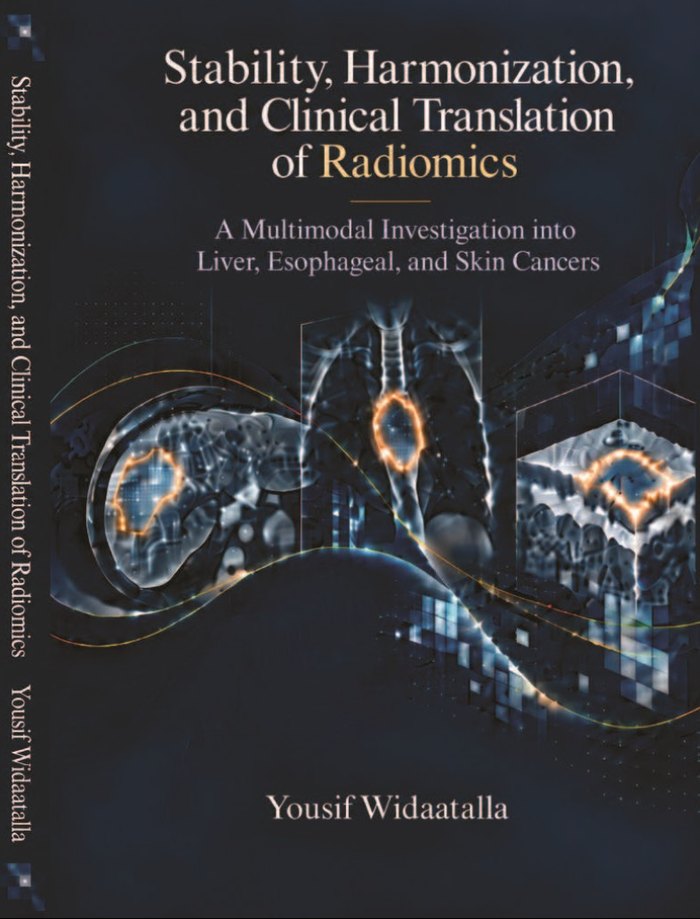 Stability, Harmonization,
and Clinical Translation
of Radiomics
A Multimodal Investigation into
Liver, Esophageal, and Skin Cancers
Yousif Widaatalla
Stability, Harmonization, and Clinical Translation of Radiomics Yousif Widaatalla